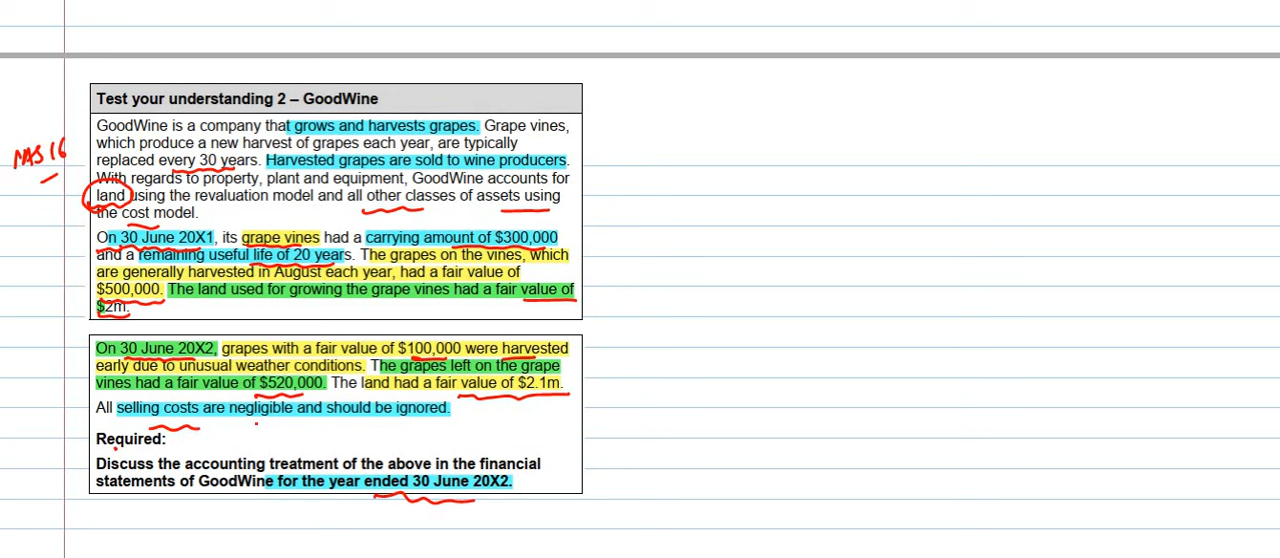 Test your understanding 2 – GoodWine
GoodWine is a company that grows and harvests grapes. Grape vines,
which produce a new harvest of grapes each year, are typically
replaced every 30 years. Harvested grapes are sold to wine producers.
With regards to property, plant and equipment, GoodWine accounts for
land using the revaluation model and all other classes of assets using
the cost model.
On 30 June 20X1, its grape vines had a carrying amount of $300,000
and a remaining useful life of 20 years. The grapes on the vines, which
are generally harvested in August each year, had a fair value of
$500,000. The land used for growing the grape vines had a fair value of
$2m.
On 30 June 20X2, grapes with a fair value of $100,000 were harvested
early due to unusual weather conditions. The grapes left on the grape
vines had a fair value of $520,000. The land had a fair value of $2.1m.
All selling costs are negligible and should be ignored.
Required:
Discuss the accounting treatment of the above in the financial
statements of GoodWine for the year ended 30 June 20X2.